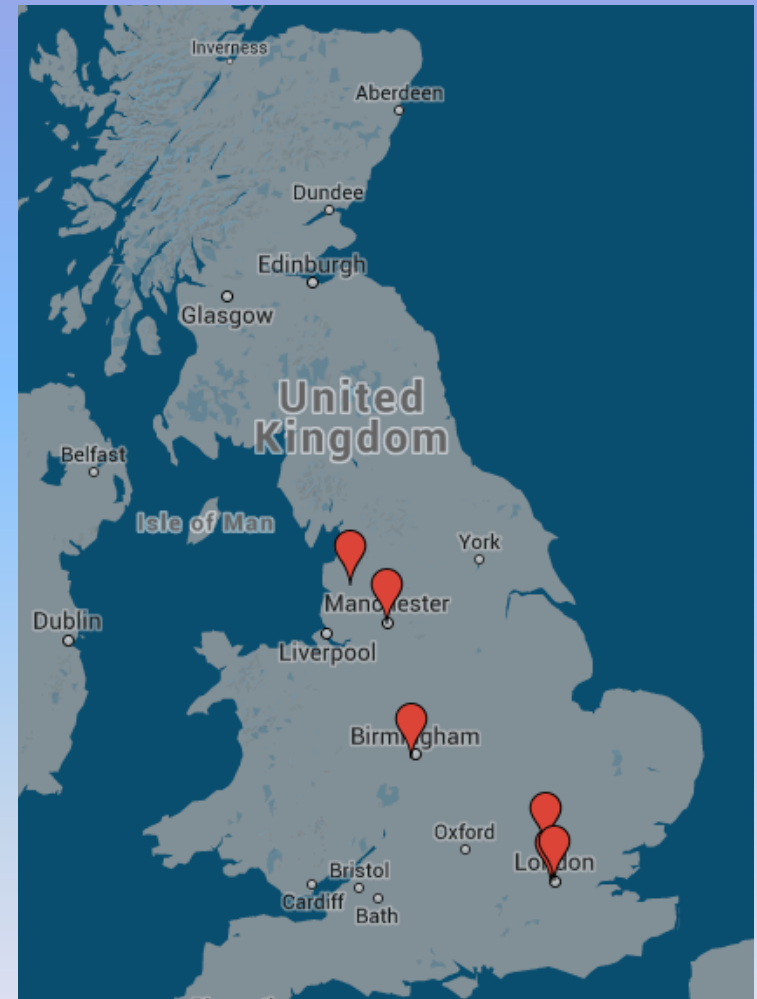 Inverness
Aberdeen
Dundee
Edinburgh
Glasgow
United
Kingdom
Belfast
Isle of Man
York
Manchester
Dublin
Liverpool
Birmingham
Oxford
London
Bristol
Cardiff
Bath